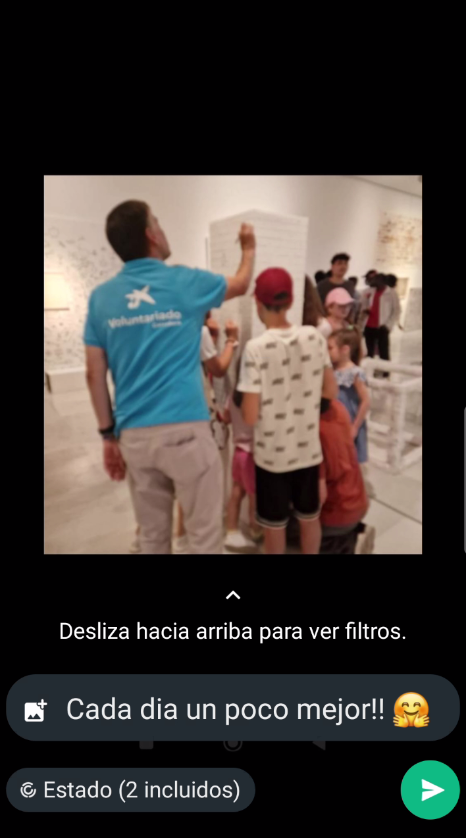 Voluntariado
Desliza hacia arriba para ver filtros.
Cada dia un poco mejor!! 🤗
Estado (2 incluidos)